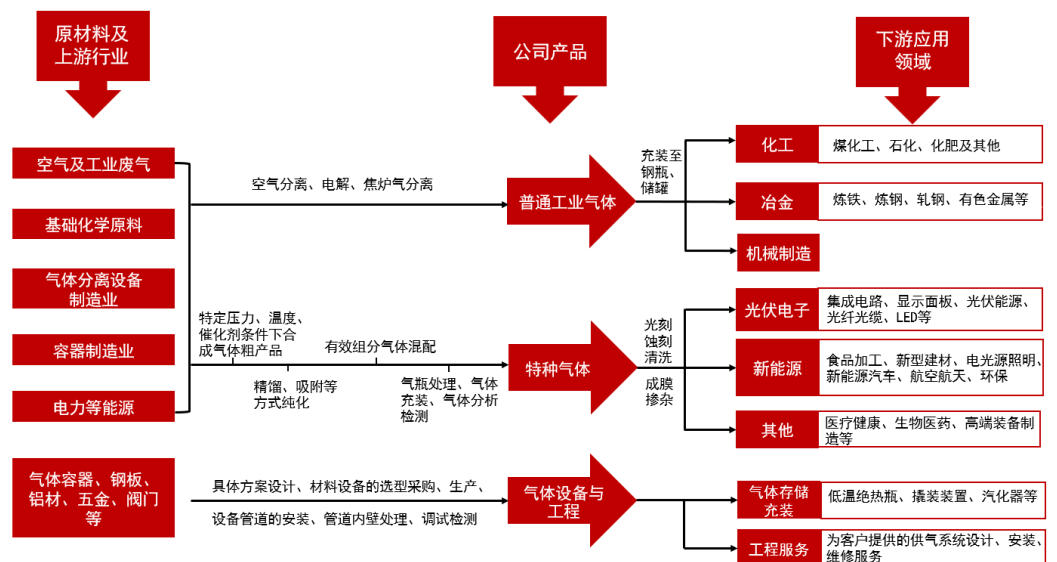 原材料及
上游行业
公司产品
下游应用
领域
空气及工业废气
基础化学原料
气体分离设备
制造业
容器制造业
电力等能源
气体容器、钢板、
铝材、五金、阀门
等
空气分离、电解、焦炉气分离
特定压力、温度、
催化剂条件下合
成气体粗产品
有效组分气体混配
精馏、吸附等
方式纯化
气瓶处理、气体
充装、气体分析
检测
具体方案设计、材料设备的选型采购、生产、
设备管道的安装、管道内壁处理、调试检测
普通工业气体
特种气体
气体设备与
工程
充装至
钢瓶、
储罐
光刻
蚀刻
清洗
成膜
掺杂
化工
煤化工、石化、化肥及其他
冶金
炼铁、炼钢、轧钢、有色金属等
机械制造
光伏电子
集成电路、显示面板、光伏能源、
光纤光缆、LED等
新能源
食品加工、新型建材、电光源照明、
新能源汽车、航空航天、环保
其他
医疗健康、生物医药、高端装备制
造等
气体存储
充装
低温绝热瓶、撬装装置、汽化器等
工程服务
为客户提供的供气系统设计、安装、
维修服务